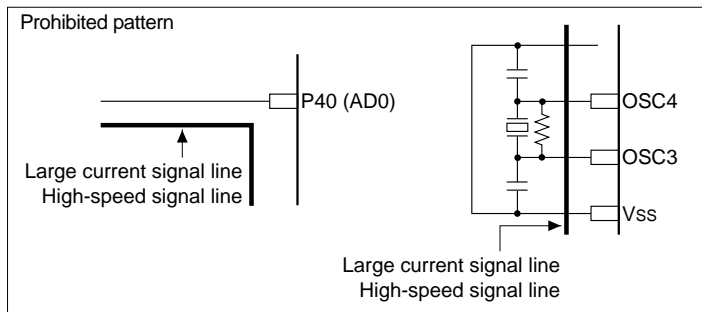 Prohibited pattern
P40 (AD0)
Large current signal line
High-speed signal line
OSC4
OSC3
VSS
Large current signal line
High-speed signal line